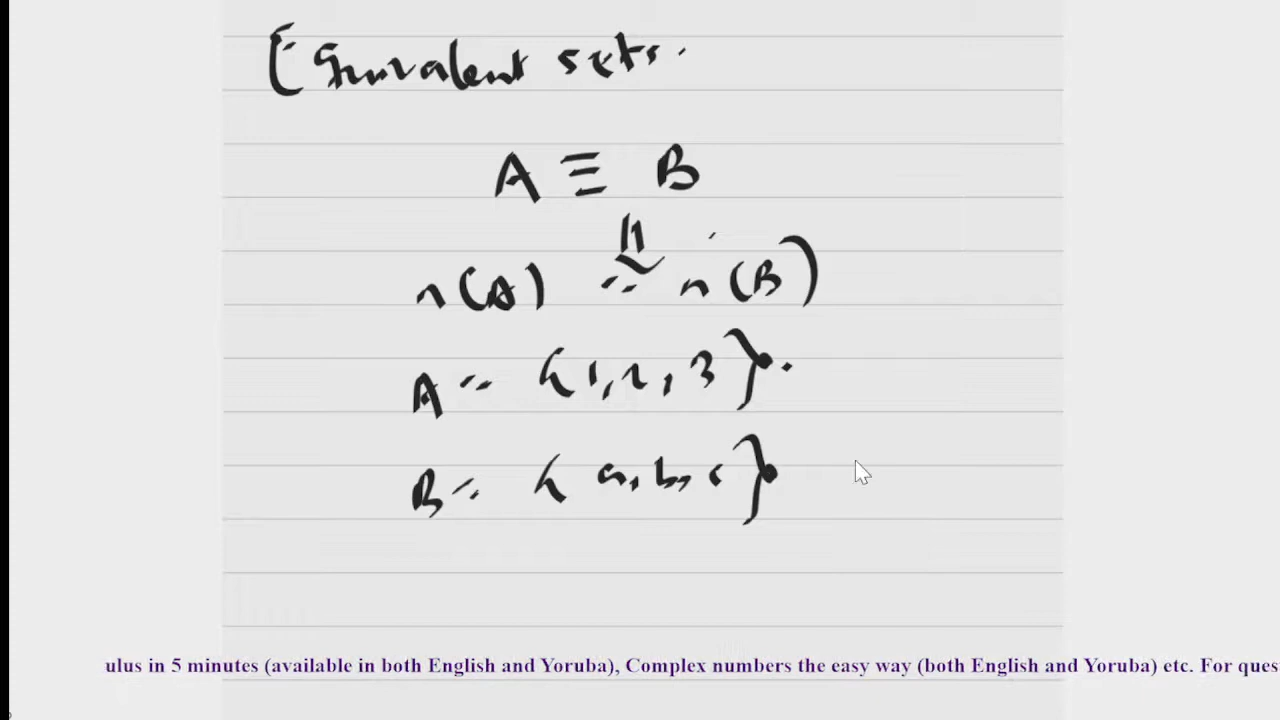 Equivalent sets.
A ≡ B
n(A) = n(B)
A = {1, 2, 3}.
B = {a, b, c}
ulus in 5 minutes (available in both English and Yoruba), Complex numbers the easy way (both English and Yoruba) etc. For ques